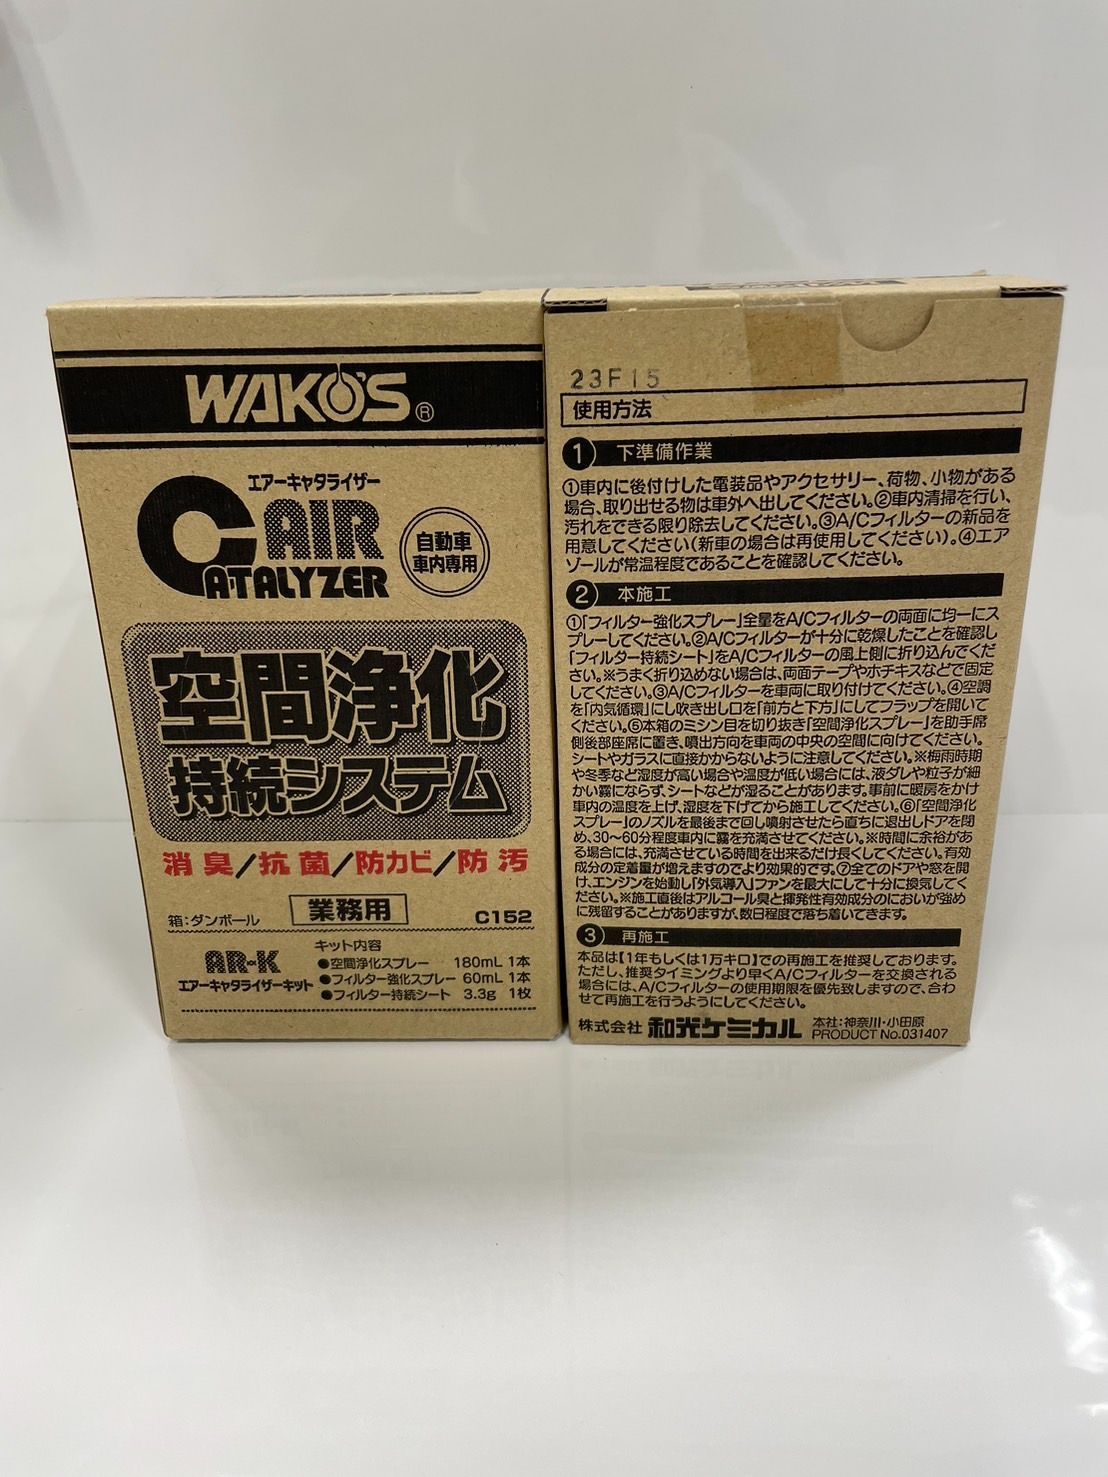 WAKO'S®
エアーキャタライザー
AIR
CATALYZER
自動車
車内専用
空間浄化
持続システム
消臭/抗菌/防カビ/防汚
箱:ダンボール
業務用
C152
AR-K
エアーキャタライザーキット
キット内容
●空間浄化スプレー 180mL 1本
●フィルター強化スプレー 60mL 1本
●フィルター持続シート 3.3g 1枚
23F15
使用方法
1 下準備作業
①車内に後付けした電装品やアクセサリー、荷物、小物がある
場合、取り出せる物は車外へ出してください。②車内清掃を行い、
汚れをできる限り除去してください。③A/Cフィルターの新品を
用意してください(新車の場合は再使用してください)。④エア
ゾールが常温程度であることを確認してください。
2 本施工
①「フィルター強化スプレー」全量をA/Cフィルターの両面に均一にス
プレーしてください。②A/Cフィルターが十分に乾燥したことを確認し
「フィルター持続シート」をA/Cフィルターの風上側に折り込んでくだ
さい。※うまく折り込めない場合は、両面テープやホチキスなどで固定
してください。③A/Cフィルターを車両に取り付けてください。④空調
を「内気循環」にし吹き出し口を「前方と下方」にしてフラップを開いて
ください。⑤本箱のミシン目を切り抜き「空間浄化スプレー」を助手席
側後部座席に置き、噴出方向を車両の中央の空間に向けてください。
シートやガラスに直接かからないように注意してください。※梅雨時期
や冬季など湿度が高い場合や温度が低い場合には、液ダレや粒子が細
かい霧にならず、シートなどが湿ることがあります。事前に暖房をかけ
車内の温度を上げ、湿度を下げてから施工してください。⑥「空間浄化
スプレー」のノズルを最後まで回し噴射させたら直ちに退出しドアを閉
め、30～60分程度車内に霧を充満させてください。※時間に余裕があ
る場合には、充満させている時間を出来るだけ長くしてください。有効
成分の定着量が増えますのでより効果的です。⑦全てのドアや窓を開
け、エンジンを始動し「外気導入」ファンを最大にして十分に換気してく
ださい。※施工直後はアルコール臭と揮発性有効成分のにおいが強め
に残留することがありますが、数日程度で落ち着いてきます。
3 再施工
本品は【1年もしくは1万キロ】での再施工を推奨しております。
ただし、推奨タイミングより早くA/Cフィルターを交換される
場合には、A/Cフィルターの使用期限を優先致しますので、合わ
せて再施工を行うようにしてください。
株式会社 和光ケミカル 本社:神奈川・小田原
PRODUCT No.031407